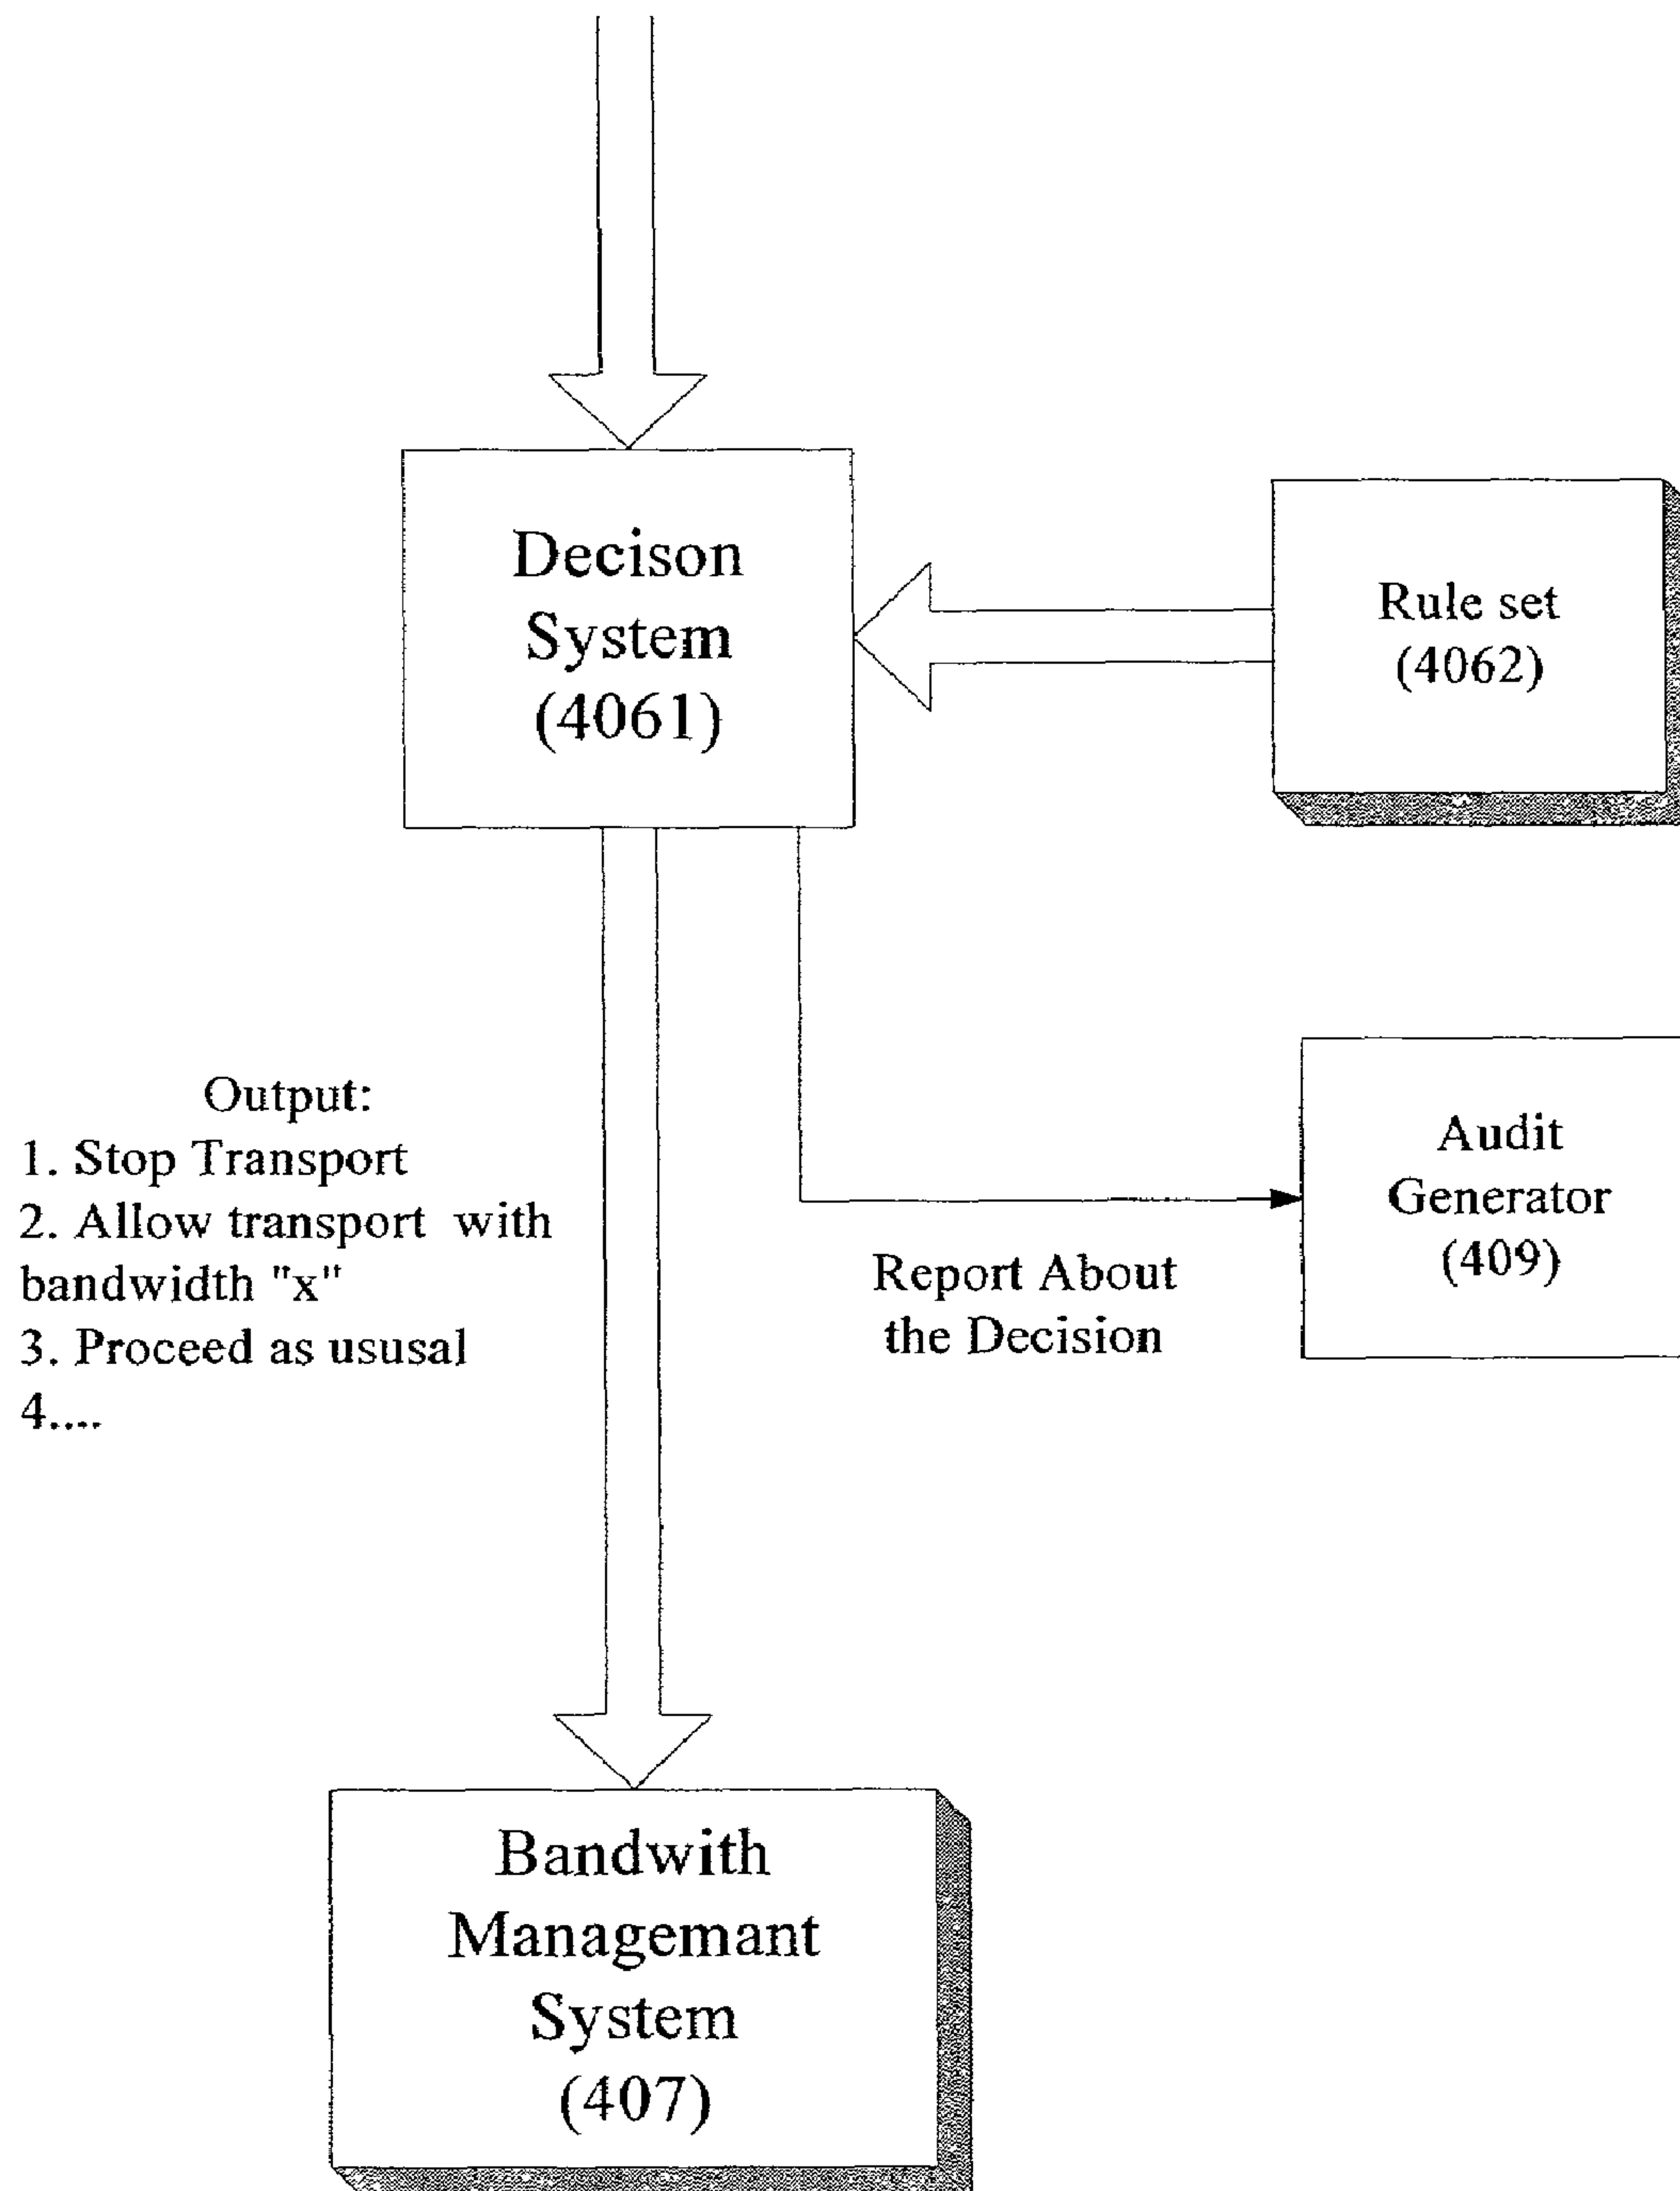 Decison
System
(4061)
Rule set
(4062)
Output:
1. Stop Transport
2. Allow transport with
bandwidth "x"
3. Proceed as ususal
4....
Report About
the Decision
Audit
Generator
(409)
Bandwith
Managemant
System
(407)